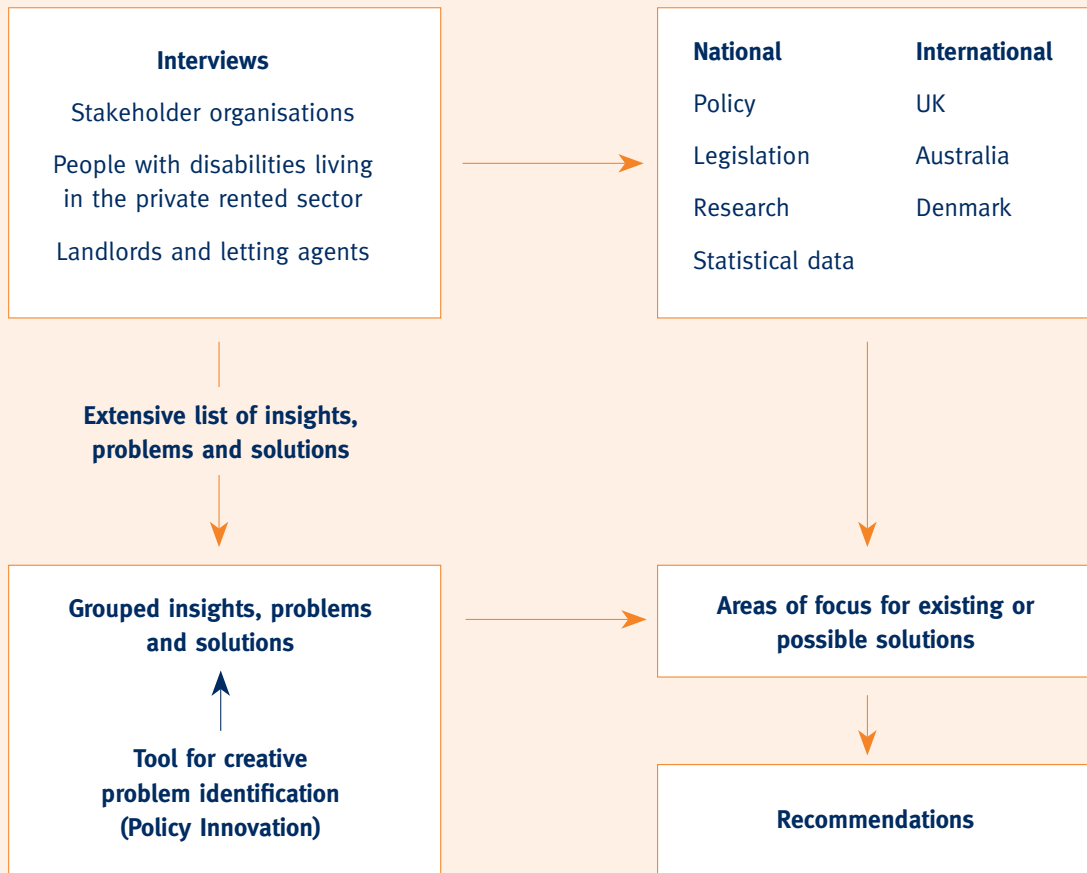 Interviews
Stakeholder organisations
People with disabilities living
in the private rented sector
Landlords and letting agents
National
Policy
Legislation
Research
Statistical data
International
UK
Australia
Denmark
Extensive list of insights,
problems and solutions
Grouped insights, problems
and solutions
Tool for creative
problem identification
(Policy Innovation)
Areas of focus for existing or
possible solutions
Recommendations